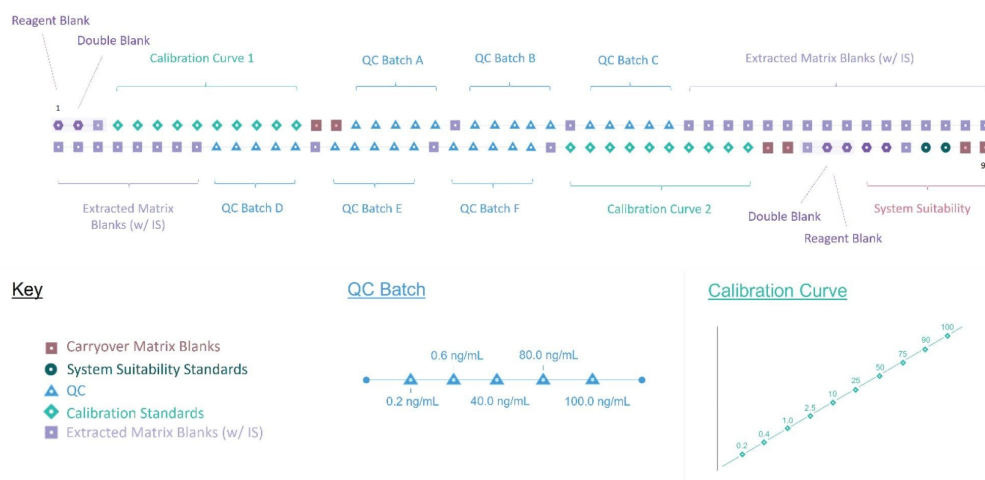 Reagent Blank
Double Blank
Calibration Curve 1
QC Batch A
QC Batch B
QC Batch C
Extracted Matrix Blanks (w/ IS)
1
9
Extracted Matrix
Blanks (w/ IS)
QC Batch D
QC Batch E
QC Batch F
Calibration Curve 2
Double Blank
Reagent Blank
System Suitability
Key
Carryover Matrix Blanks
System Suitability Standards
QC
Calibration Standards
Extracted Matrix Blanks (w/ IS)
QC Batch
0.6 ng/mL
80.0 ng/mL
0.2 ng/mL
40.0 ng/mL
100.0 ng/mL
Calibration Curve
0.2
0.4
1.0
2.5
10
25
50
75
90
100